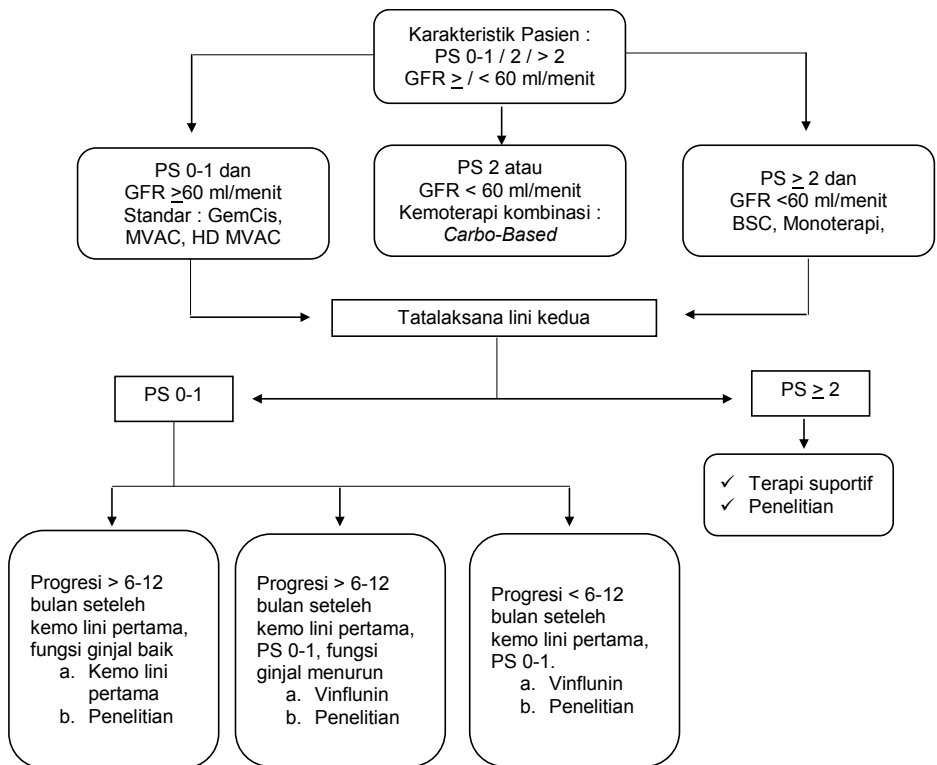 Karakteristik Pasien :
PS 0-1 / 2 / > 2
GFR ≥ / < 60 ml/menit
PS 0-1 dan
GFR ≥60 ml/menit
Standar : GemCis,
MVAC, HD MVAC
PS 2 atau
GFR < 60 ml/menit
Kemoterapi kombinasi :
Carbo-Based
PS ≥ 2 dan
GFR <60 ml/menit
BSC, Monoterapi,
Tatalaksana lini kedua
PS 0-1
PS ≥ 2
✓ Terapi suportif
✓ Penelitian
Progresi > 6-12
bulan seteleh
kemo lini pertama,
fungsi ginjal baik
a. Kemo lini
pertama
b. Penelitian
Progresi > 6-12
bulan seteleh
kemo lini pertama,
PS 0-1, fungsi
ginjal menurun
a. Vinflunin
b. Penelitian
Progresi < 6-12
bulan seteleh
kemo lini pertama,
PS 0-1.
a. Vinflunin
b. Penelitian